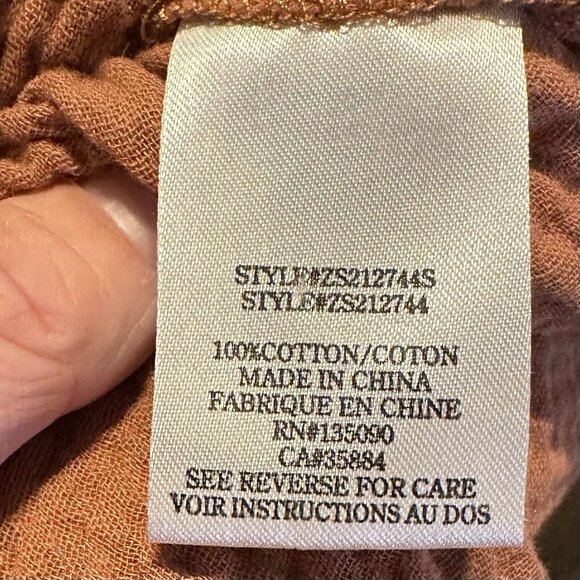 STYLE#ZS212744S
STYLE#ZS212744
100%COTTON/COTON
MADE IN CHINA
FABRIQUE EN CHINE
RN#135090
CA#35884
SEE REVERSE FOR CARE
VOIR INSTRUCTIONS AU DOS